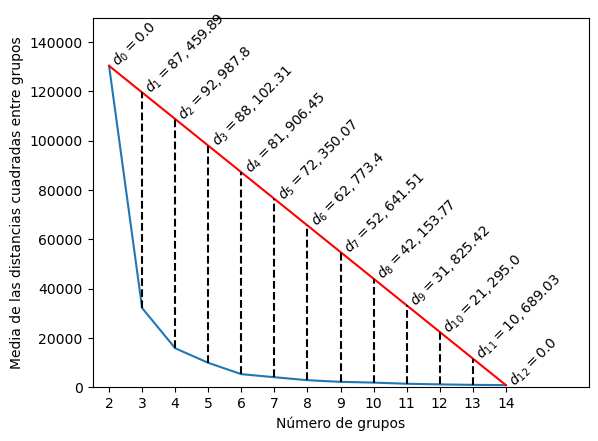 Media de las distancias cuadradas entre grupos
140000
120000
100000
80000
60000
40000
20000
0
d₀ = 0.0
d₁ = 87,459.89
d₂ = 92,987.8
d₃ = 88,102.31
d₄ = 81,906.45
d₅ = 72,350.07
d₆ = 62,773.4
d₇ = 52,641.51
d₈ = 42,153.77
d₉ = 31,825.42
d₁₀ = 21,295.0
d₁₁ = 10,689.03
d₁₂ = 0.0
2 3 4 5 6 7 8 9 10 11 12 13 14
Número de grupos